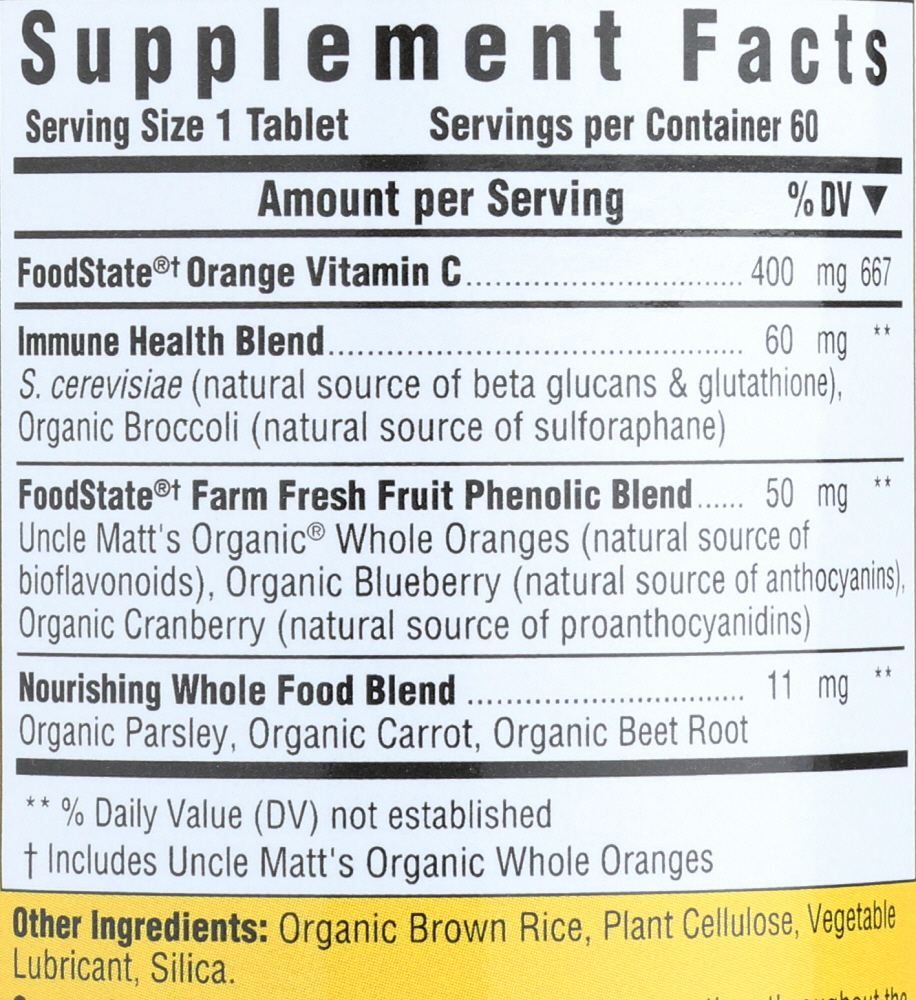 Supplement Facts
Serving Size 1 Tablet Servings per Container 60
Amount per Serving % DV ▼
FoodState®† Orange Vitamin C.............................. 400 mg 667
Immune Health Blend............................................ 60 mg **
S. cerevisiae (natural source of beta glucans & glutathione),
Organic Broccoli (natural source of sulforaphane)
FoodState®† Farm Fresh Fruit Phenolic Blend...... 50 mg **
Uncle Matt's Organic® Whole Oranges (natural source of
bioflavonoids), Organic Blueberry (natural source of anthocyanins),
Organic Cranberry (natural source of proanthocyanidins)
Nourishing Whole Food Blend .............................. 11 mg **
Organic Parsley, Organic Carrot, Organic Beet Root
** % Daily Value (DV) not established
† Includes Uncle Matt's Organic Whole Oranges
Other Ingredients: Organic Brown Rice, Plant Cellulose, Vegetable
Lubricant, Silica.